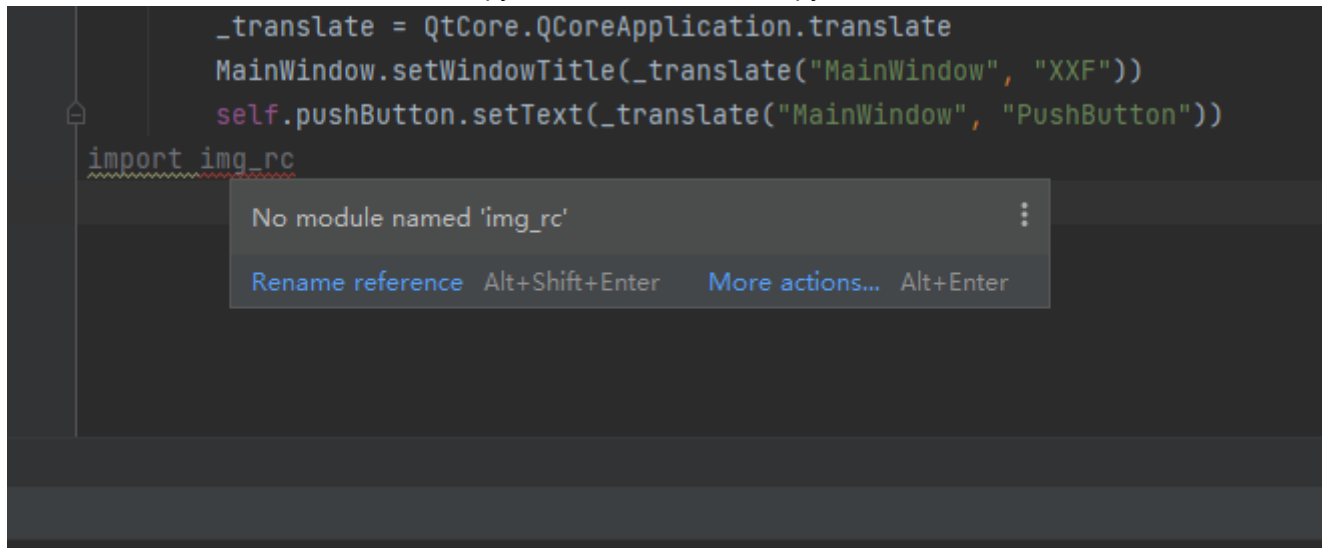 _translate = QtCore.QCoreApplication.translate
MainWindow.setWindowTitle(_translate("MainWindow", "XXF"))
self.pushButton.setText(_translate("MainWindow", "PushButton"))
import img_rc
No module named 'img_rc'
Rename reference Alt+Shift+Enter More actions... Alt+Enter